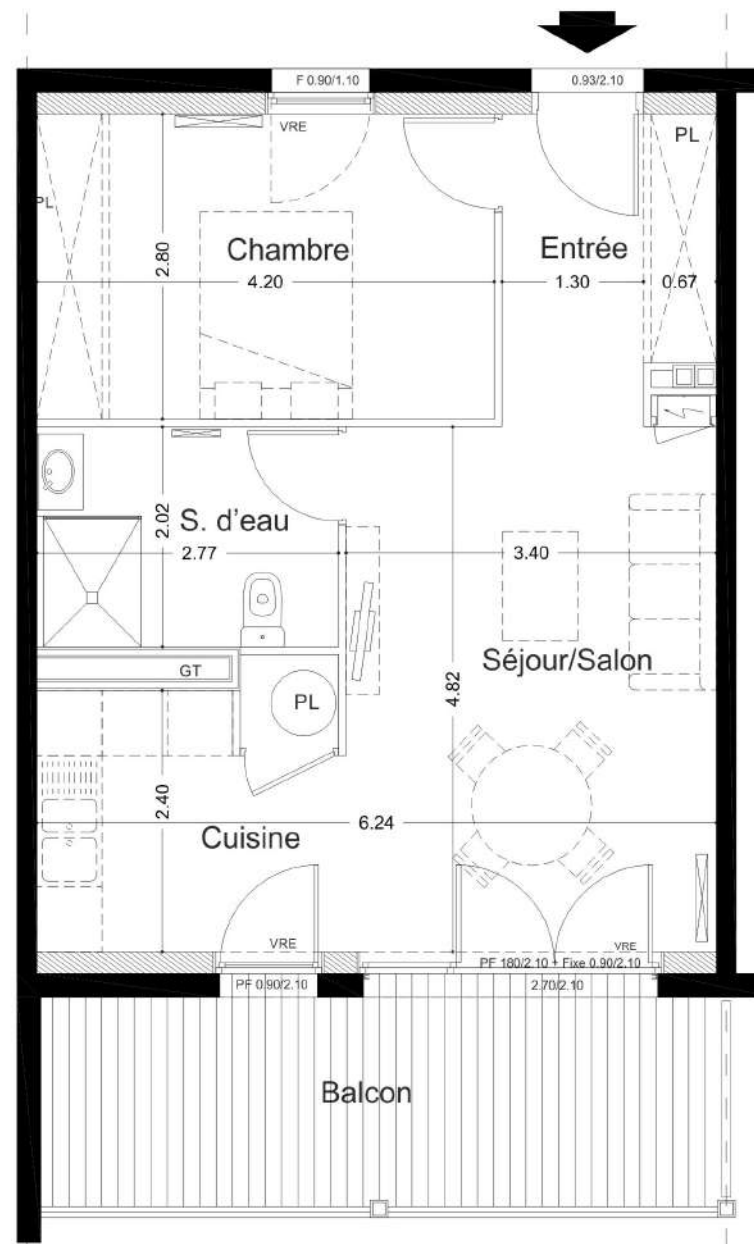 F 0.90/1.10
0.93/2.10
VRE
PL
PL
Chambre
Entrée
2.80
4.20
1.30
0.67
S. d'eau
2.02
2.77
3.40
Séjour/Salon
GT
PL
4.82
2.40
6.24
Cuisine
VRE
VRE
PF 180/2.10 + Fixe 0.90/2.10
PF 0.90/2.10
2.70/2.10
Balcon